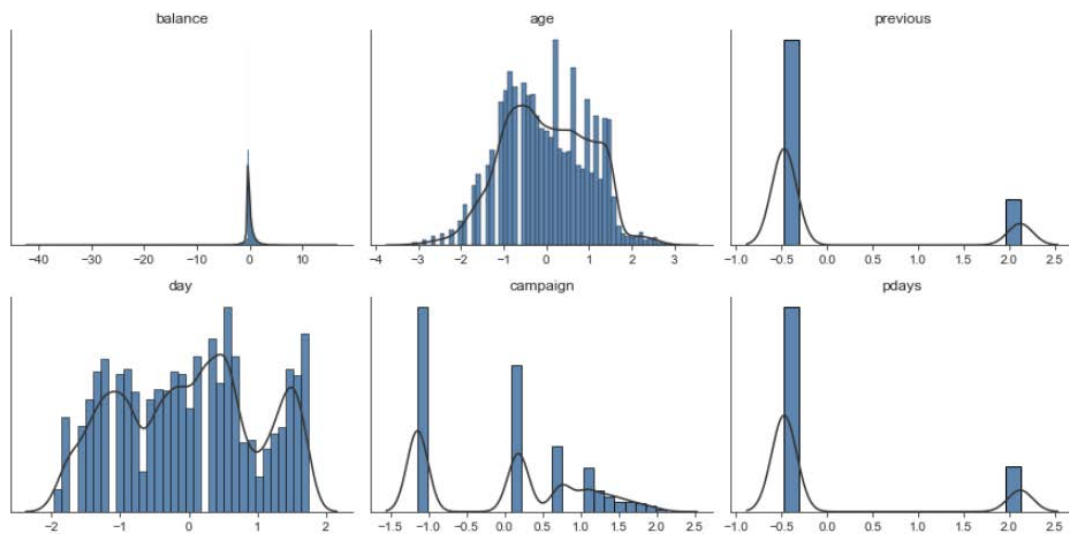 balance age previous
−40 −30 −20 −10 0 10 −4 −3 −2 −1 0 1 2 3 −1.0 −0.5 0.0 0.5 1.0 1.5 2.0 2.5
day campaign pdays
−2 −1 0 1 2 −1.5 −1.0 −0.5 0.0 0.5 1.0 1.5 2.0 2.5 −1.0 −0.5 0.0 0.5 1.0 1.5 2.0 2.5